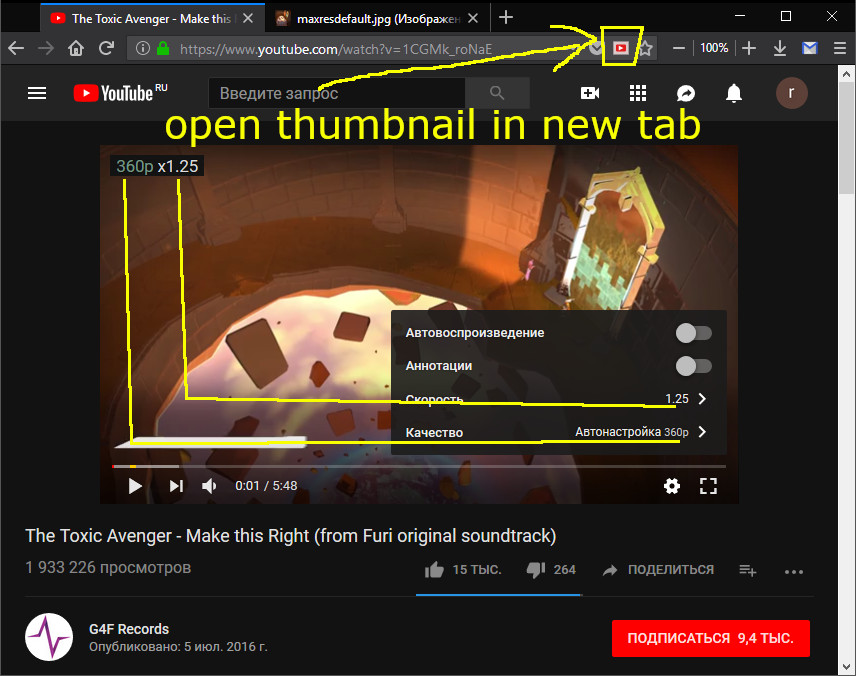 The Toxic Avenger - Make this
maxresdefault.jpg (Изображен
https://www.youtube.com/watch?v=1CGMk_roNaE
100%
YouTube RU
Введите запрос
r
open thumbnail in new tab
360p x1.25
Автовоспроизведение
Аннотации
Скорость 1.25
Качество Автонастройка 360p
0:01 / 5:48
The Toxic Avenger - Make this Right (from Furi original soundtrack)
1 933 226 просмотров
15 ТЫС.
264
ПОДЕЛИТЬСЯ
G4F Records
Опубликовано: 5 июл. 2016 г.
ПОДПИСАТЬСЯ 9,4 ТЫС.